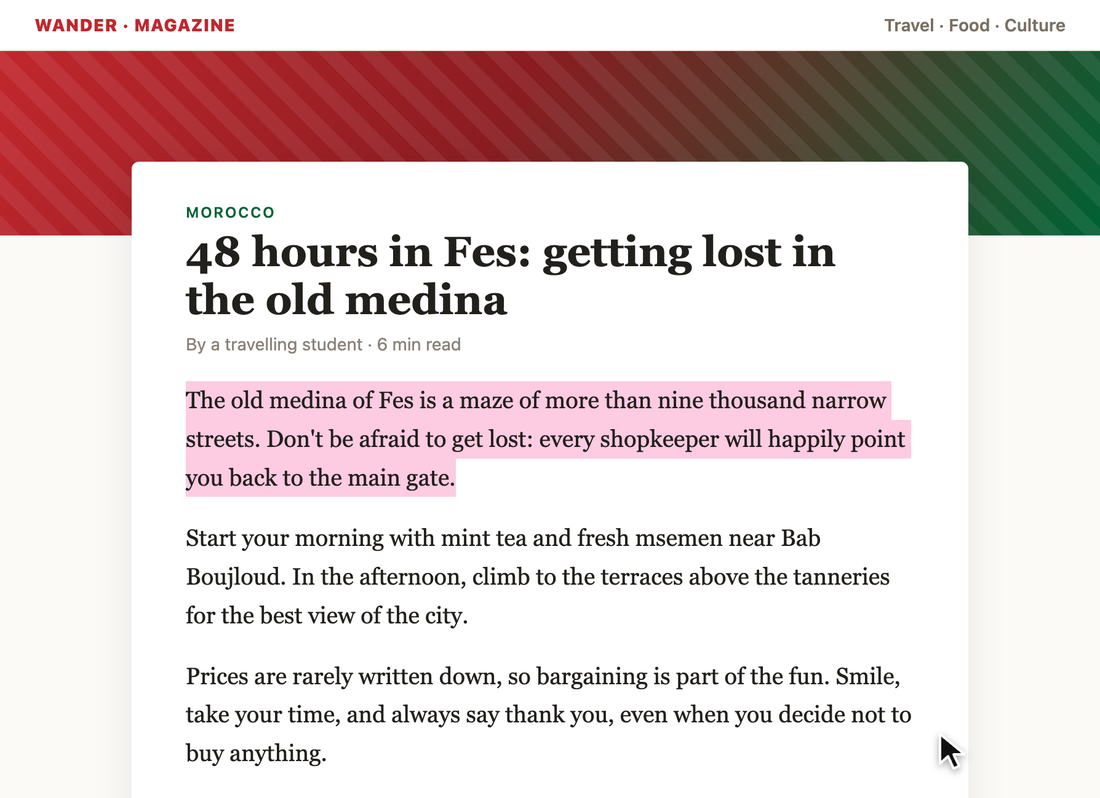 WANDER · MAGAZINE
Travel · Food · Culture
MOROCCO
48 hours in Fes: getting lost in
the old medina
By a travelling student · 6 min read
The old medina of Fes is a maze of more than nine thousand narrow
streets. Don't be afraid to get lost: every shopkeeper will happily point
you back to the main gate.
Start your morning with mint tea and fresh msemen near Bab
Boujloud. In the afternoon, climb to the terraces above the tanneries
for the best view of the city.
Prices are rarely written down, so bargaining is part of the fun. Smile,
take your time, and always say thank you, even when you decide not to
buy anything.